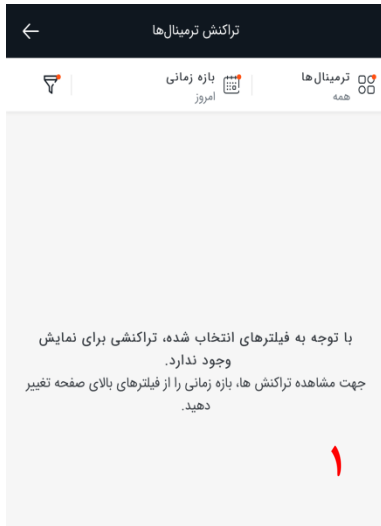 تراکنش ترمینال‌ها
ترمینال‌ها
همه
بازه زمانی
امروز
با توجه به فیلترهای انتخاب شده، تراکنشی برای نمایش
وجود ندارد.
جهت مشاهده تراکنش ها، بازه زمانی را از فیلترهای بالای صفحه تغییر
دهید.
۱